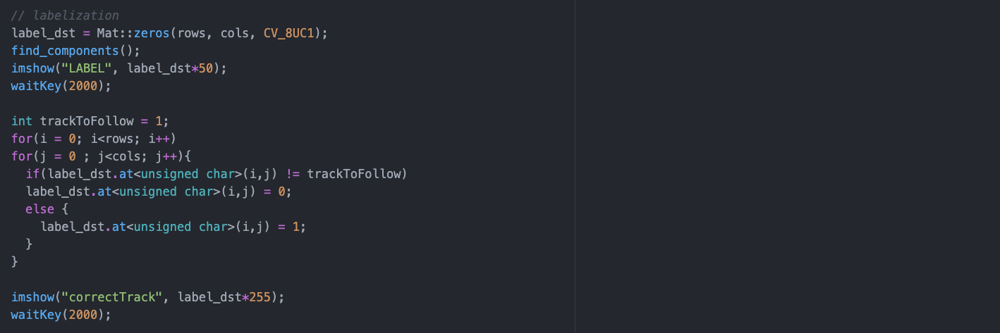 // labelization
label_dst = Mat::zeros(rows, cols, CV_8UC1);
find_components();
imshow("LABEL", label_dst*50);
waitKey(2000);

int trackToFollow = 1;
for(i = 0; i<rows; i++)
for(j = 0 ; j<cols; j++){
  if(label_dst.at<unsigned char>(i,j) != trackToFollow)
  label_dst.at<unsigned char>(i,j) = 0;
  else {
    label_dst.at<unsigned char>(i,j) = 1;
  }
}

imshow("correctTrack", label_dst*255);
waitKey(2000);